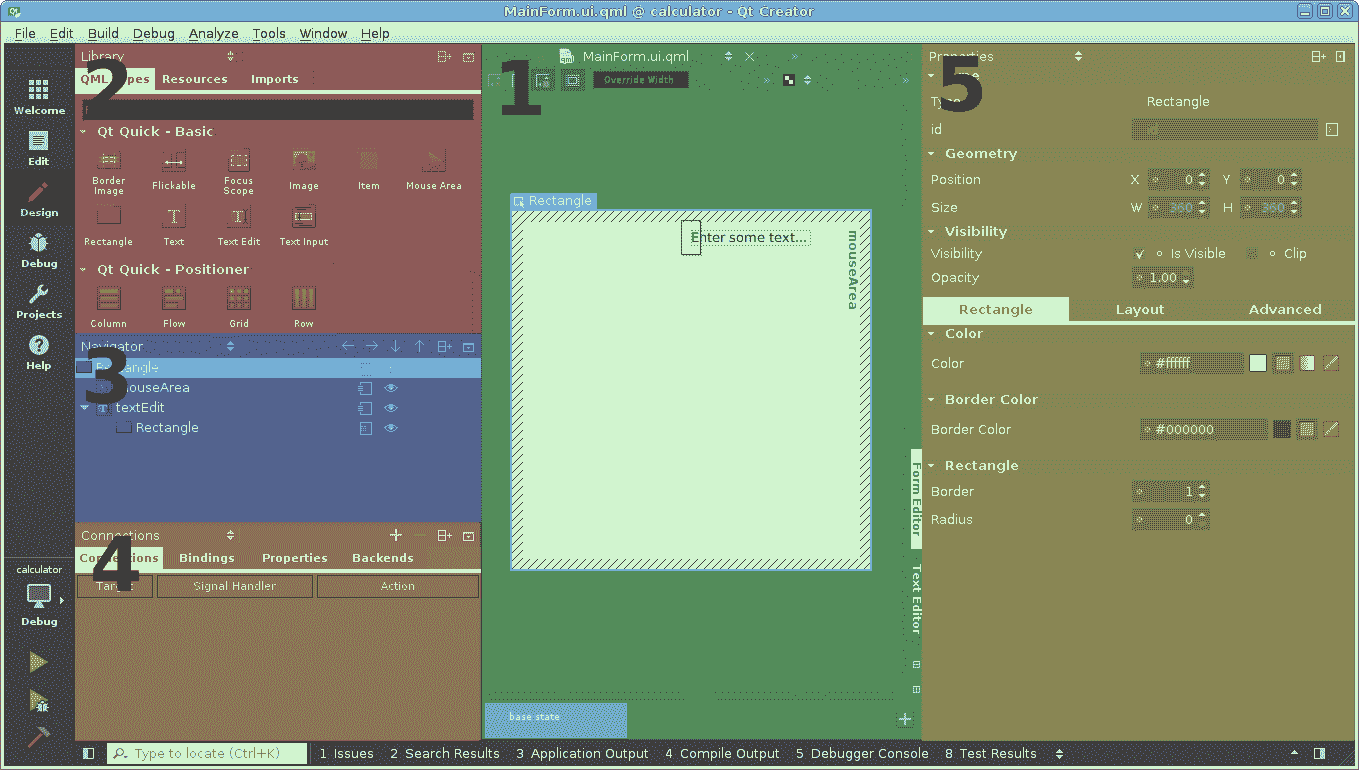 MainForm.ui.qml @ calculator - Qt Creator
File Edit Build Debug Analyze Tools Window Help
Welcome
Edit
Design
Debug
Projects
Help
calculator
Debug
Library
2
QML Types Resources Imports
Qt Quick - Basic
Border Image
Flickable
Focus Scope
Image
Item
Mouse Area
Rectangle
Text
Text Edit
Text Input
Qt Quick - Positioner
Column
Flow
Grid
Row
Navigator
3
Rectangle
mouseArea
textEdit
Rectangle
Connections
4
Connections Bindings Properties Backends
Target Signal Handler Action
MainForm.ui.qml
1
Override Width
Rectangle
Enter some text...
mouseArea
Form Editor
Text Editor
base state
Properties
5
Type
Type Rectangle
id
Geometry
Position X 0 Y 0
Size W 360 H 360
Visibility
Visibility Is Visible Clip
Opacity 1.00
Rectangle Layout Advanced
Color
Color #ffffff
Border Color
Border Color #000000
Rectangle
Border 1
Radius 0
Type to locate (Ctrl+K) 1 Issues 2 Search Results 3 Application Output 4 Compile Output 5 Debugger Console 8 Test Results